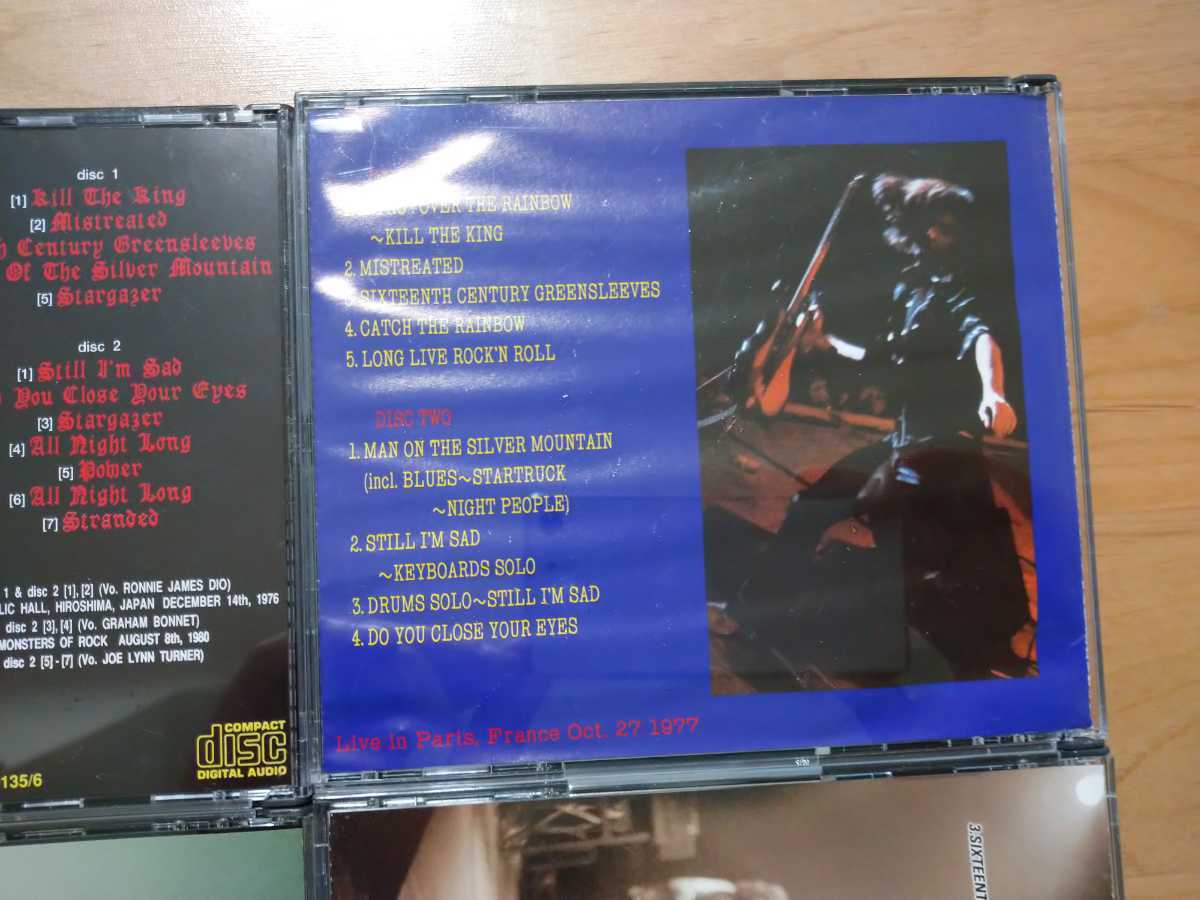 disc 1
[1] Kill The King
[2] Mistreated
Century Greensleeves
Of The Silver Mountain
[5] Stargazer
disc 2
[1] Still I'm Sad
You Close Your Eyes
[3] Stargazer
[4] All Night Long
[5] Power
[6] All Night Long
[7] Stranded
1 & disc 2 [1],[2] (Vo. RONNIE JAMES DIO)
HALL, HIROSHIMA, JAPAN DECEMBER 14th, 1976
disc 2 [3],[4] (Vo. GRAHAM BONNET)
MONSTERS OF ROCK AUGUST 8th, 1980
disc 2 [5]-[7] (Vo. JOE LYNN TURNER)
COMPACT
disc
DIGITAL AUDIO
135/6
OVER THE RAINBOW
~KILL THE KING
2. MISTREATED
3. SIXTEENTH CENTURY GREENSLEEVES
4. CATCH THE RAINBOW
5. LONG LIVE ROCK'N ROLL
DISC TWO
1. MAN ON THE SILVER MOUNTAIN
(incl. BLUES~STARTRUCK
~NIGHT PEOPLE)
2. STILL I'M SAD
~KEYBOARDS SOLO
3. DRUMS SOLO~STILL I'M SAD
4. DO YOU CLOSE YOUR EYES
Live in Paris, France Oct. 27 1977
3.SIXTEENT